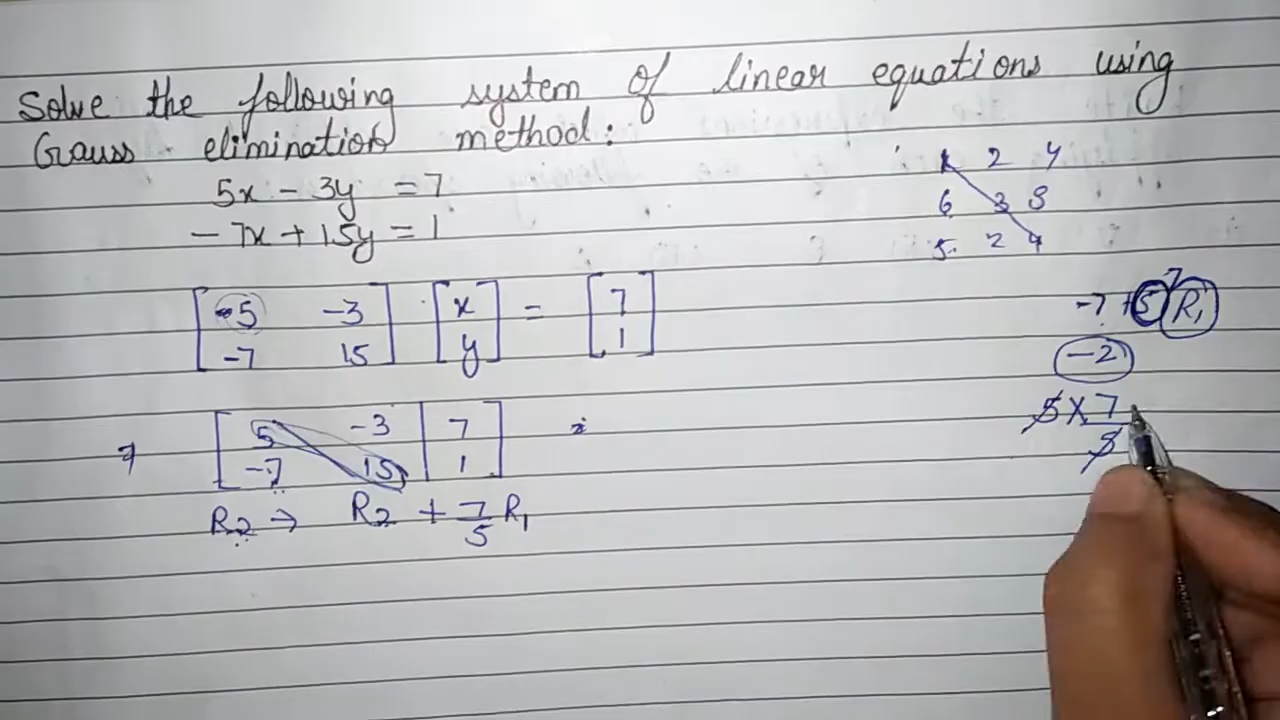 Solve the following system of linear equations using
Gauss elimination method:
5x - 3y = 7
- 7x + 15y = 1
1 2 4
6 3 8
5 2 4
[5 -3] [x] = [7]
[-7 15] [y] [1]
-7 + 5 7 R1
-2
[5 -3 | 7]
[-7 15 | 1]
5 × 7
5
R2 → R2 + 7/5 R1